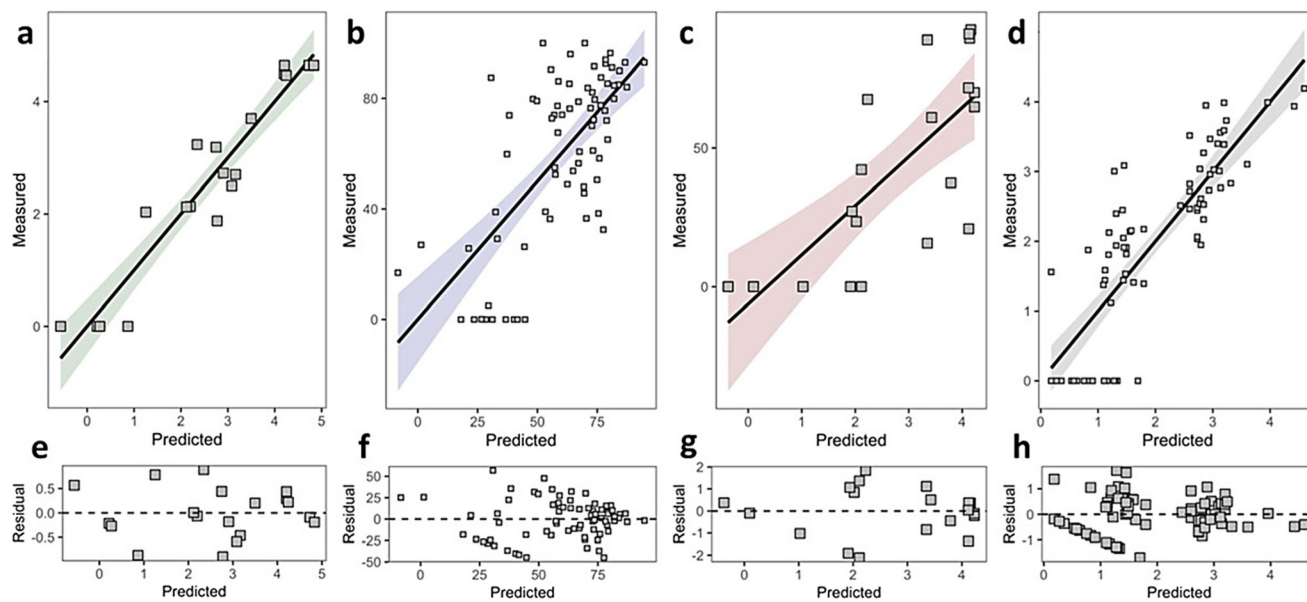 a
4
2
0
Measured
0 1 2 3 4 5
Predicted
b
80
40
0
Measured
0 25 50 75
Predicted
c
50
0
Measured
0 1 2 3 4
Predicted
d
4
3
2
1
0
Measured
0 1 2 3 4
Predicted
e
0.5
0.0
-0.5
Residual
0 1 2 3 4 5
Predicted
f
50
25
0
-25
-50
Residual
0 25 50 75
Predicted
g
2
1
0
-1
-2
Residual
0 1 2 3 4
Predicted
h
1
0
-1
Residual
0 1 2 3 4
Predicted